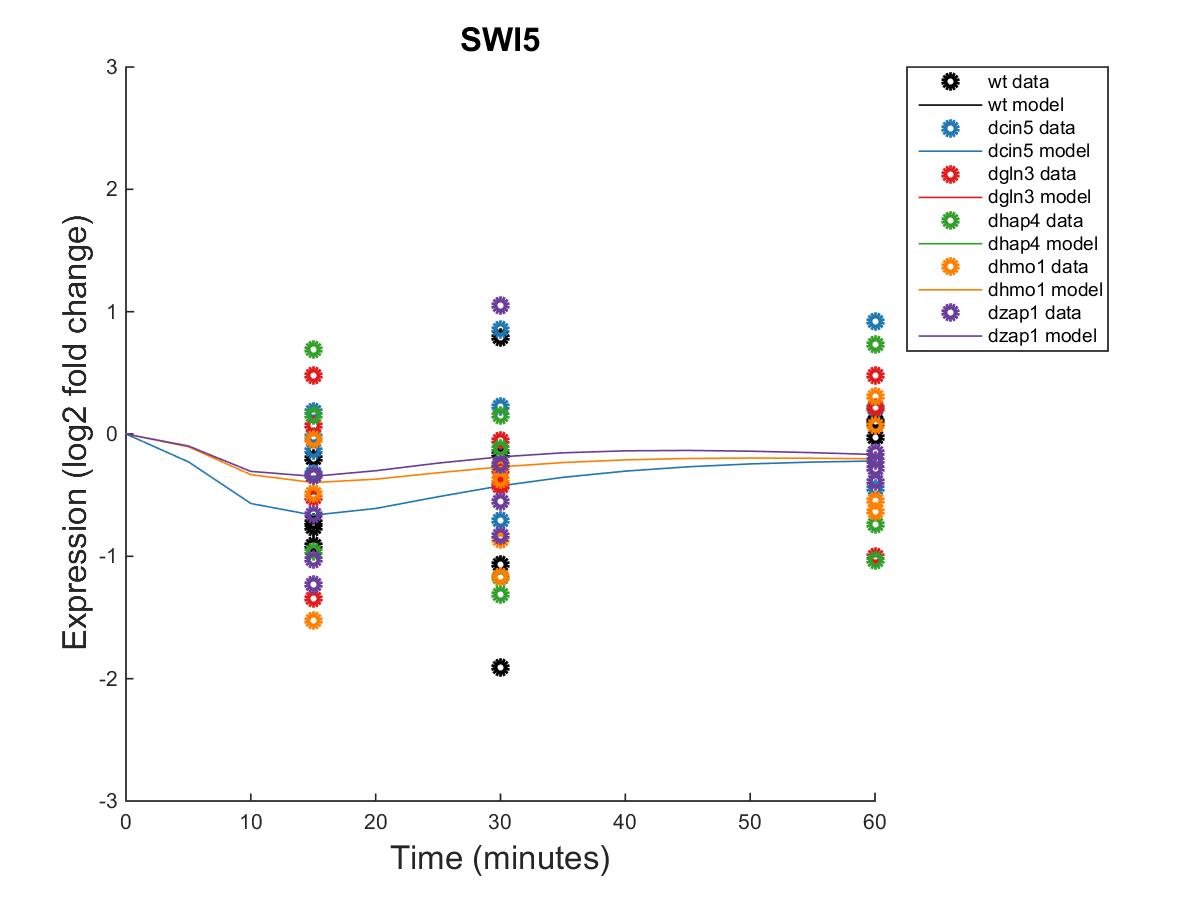 SWI5
3
2
1
0
-1
-2
-3
0 10 20 30 40 50 60
Time (minutes)
Expression (log2 fold change)
wt data
wt model
dcin5 data
dcin5 model
dgln3 data
dgln3 model
dhap4 data
dhap4 model
dhmo1 data
dhmo1 model
dzap1 data
dzap1 model